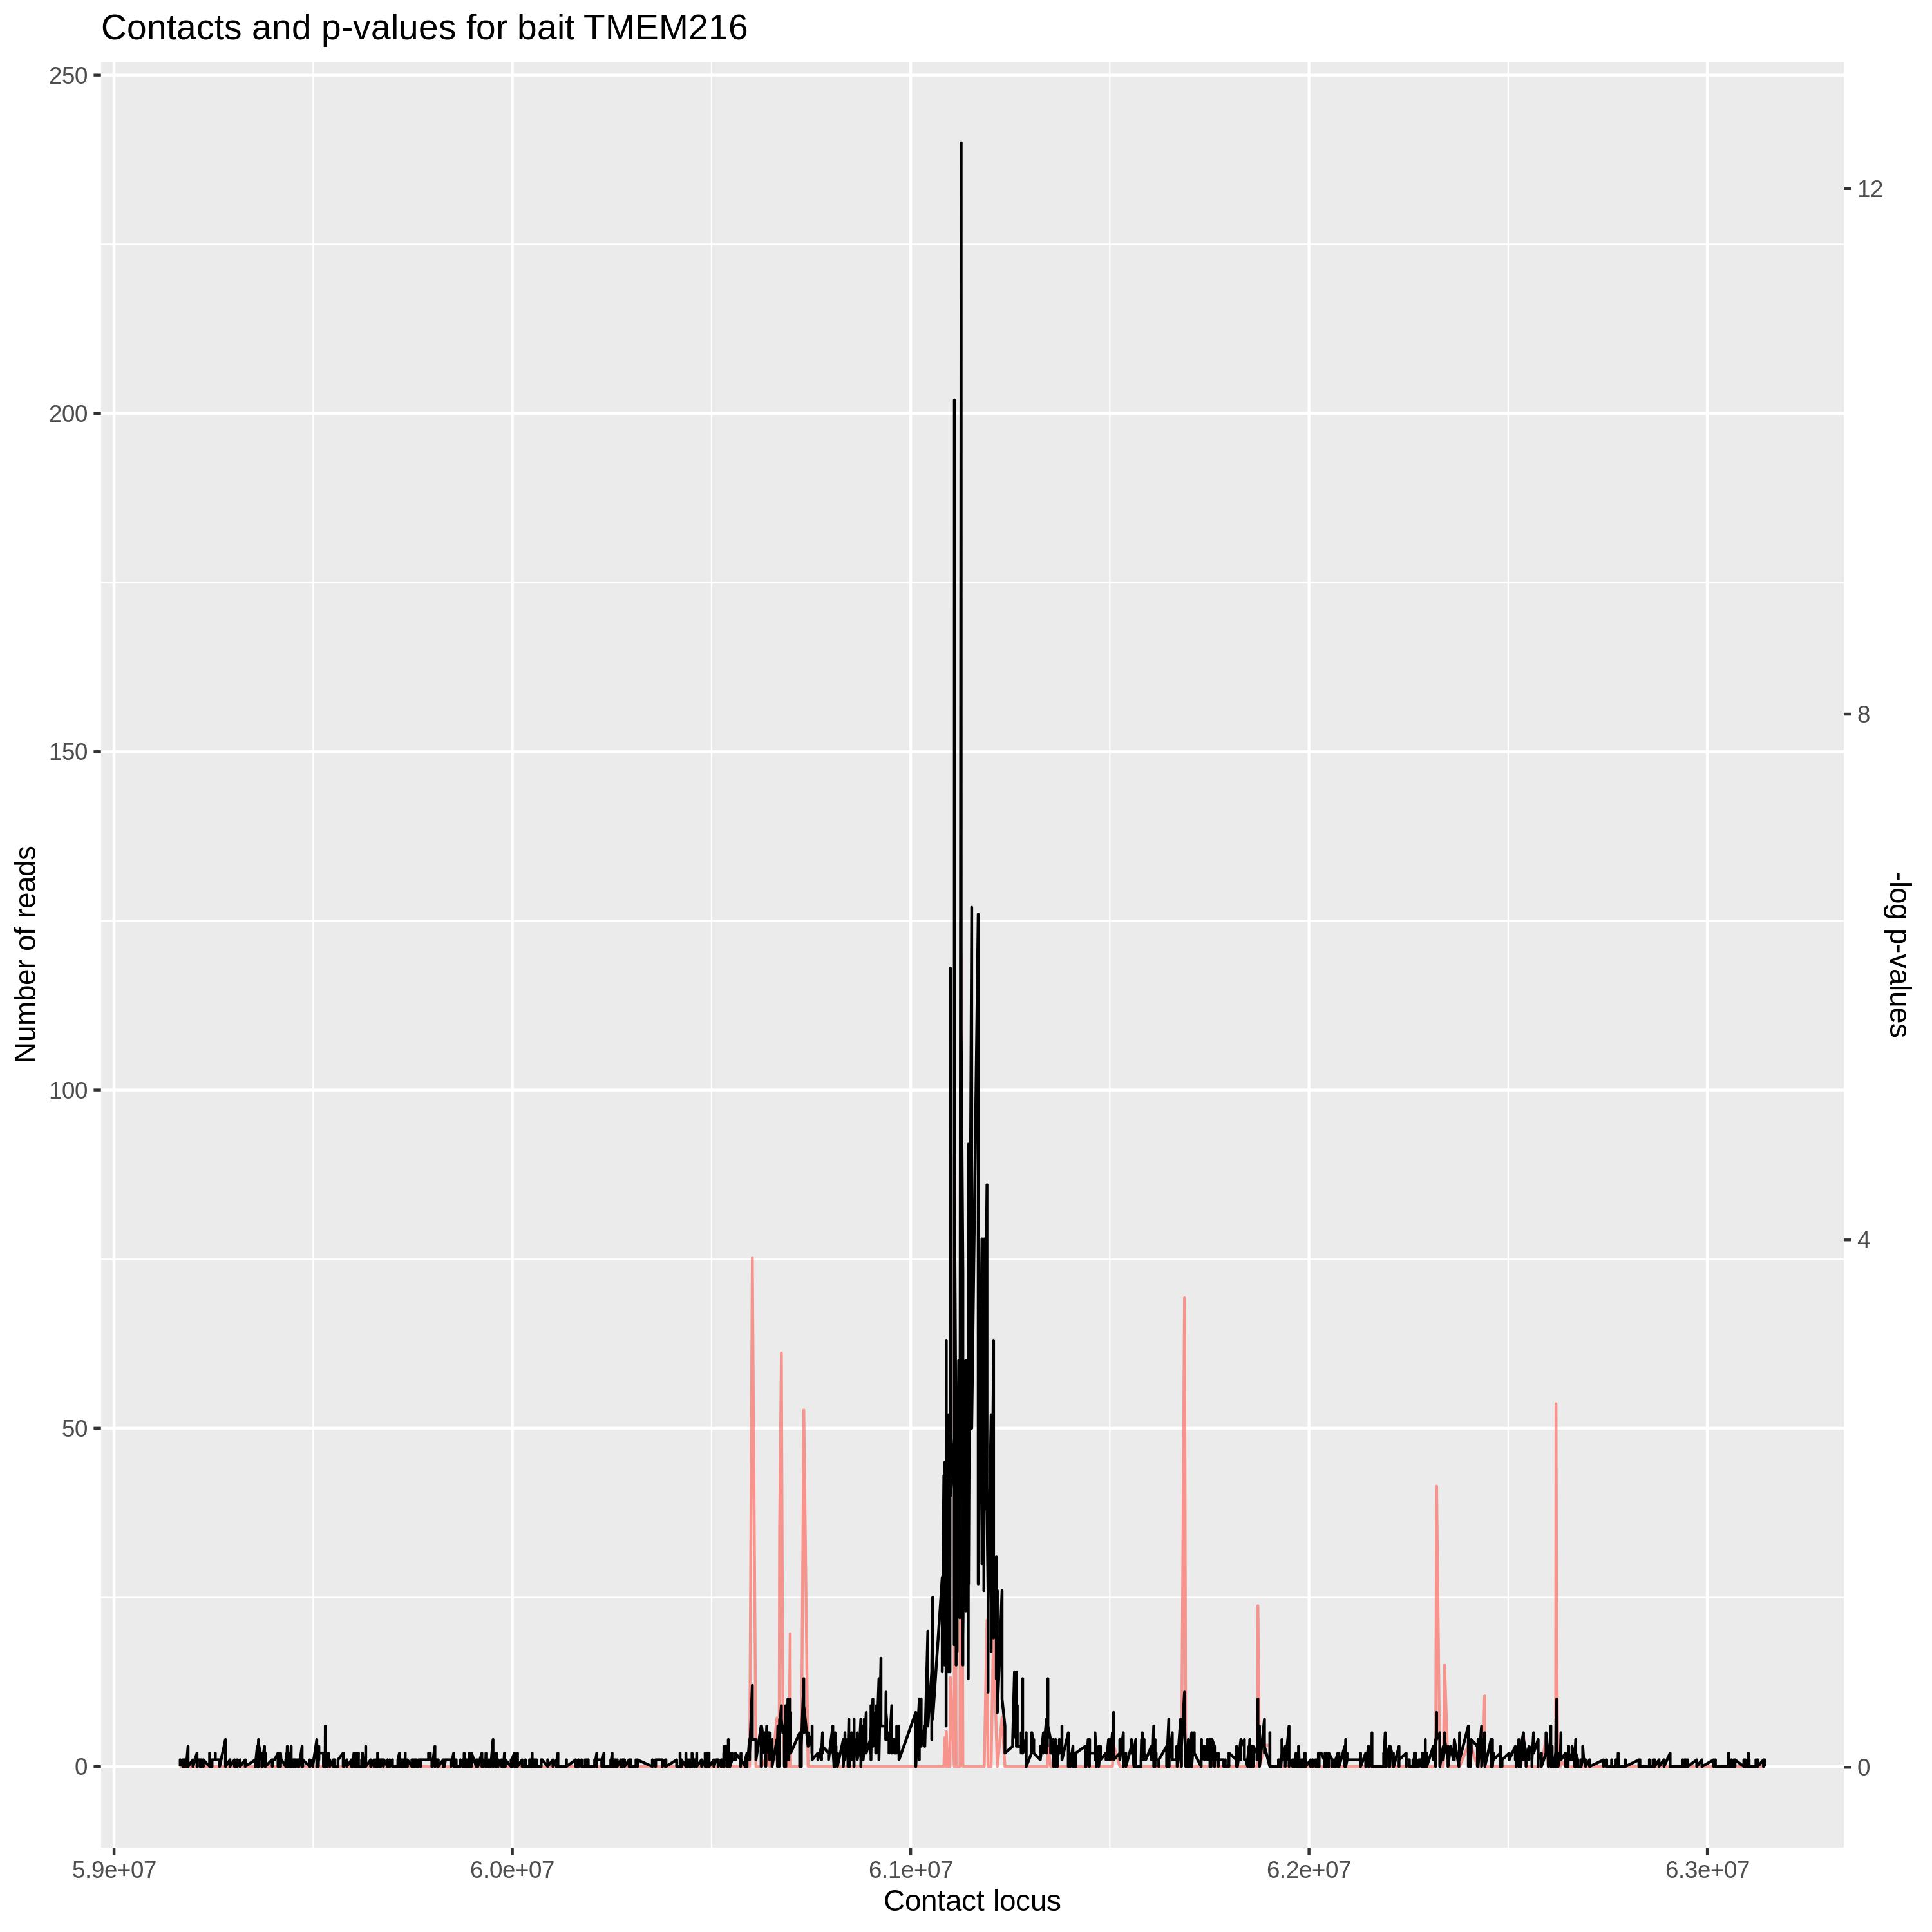 Contacts and p-values for bait TMEM216
250
200
150
100
50
0
Number of reads
12
8
4
0
-log p-values
5.9e+07
6.0e+07
6.1e+07
6.2e+07
6.3e+07
Contact locus